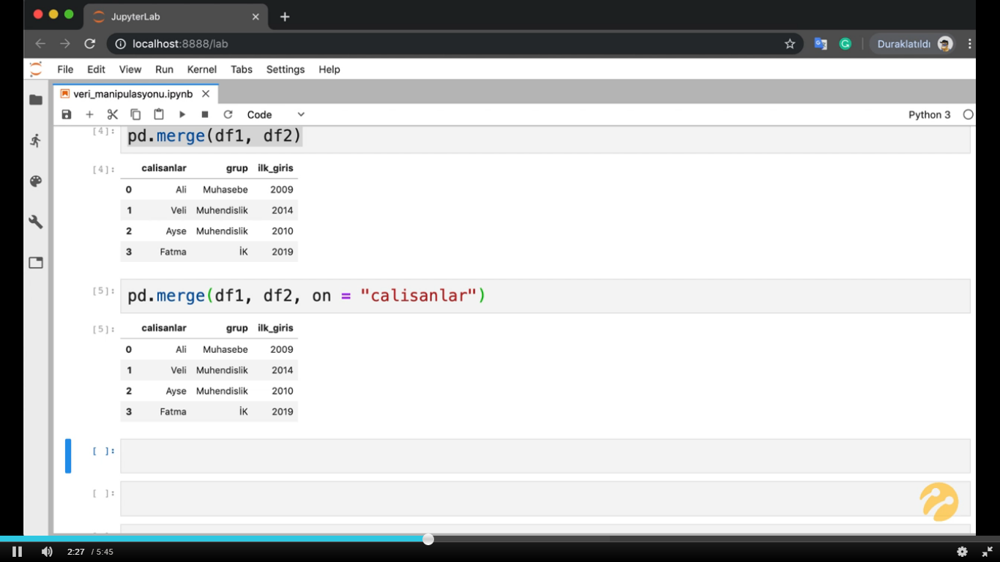 JupyterLab
localhost:8888/lab
Duraklatıldı
File Edit View Run Kernel Tabs Settings Help
veri_manipulasyonu.ipynb
Code
Python 3
[4]: pd.merge(df1, df2)
[4]: calisanlar grup ilk_giris
0 Ali Muhasebe 2009
1 Veli Muhendislik 2014
2 Ayse Muhendislik 2010
3 Fatma İK 2019
[5]: pd.merge(df1, df2, on = "calisanlar")
[5]: calisanlar grup ilk_giris
0 Ali Muhasebe 2009
1 Veli Muhendislik 2014
2 Ayse Muhendislik 2010
3 Fatma İK 2019
[ ]:
[ ]:
2:27 / 5:45